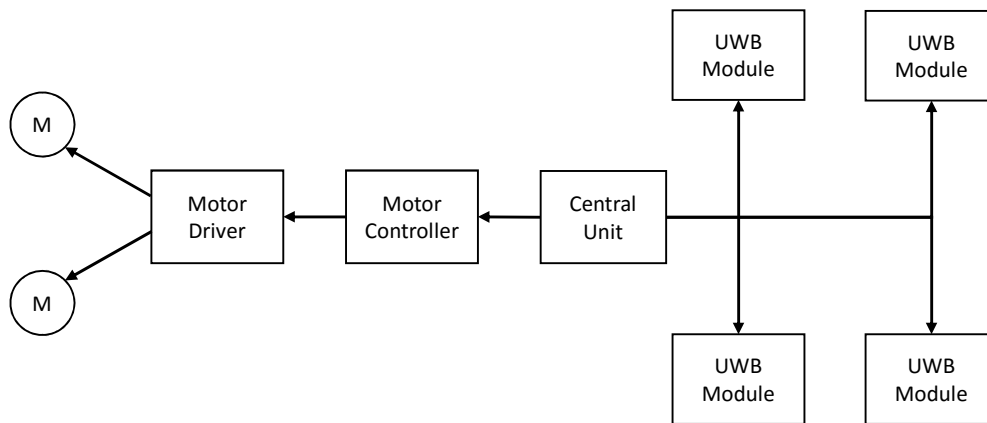 UWB
Module
UWB
Module
M
Motor
Driver
Motor
Controller
Central
Unit
M
UWB
Module
UWB
Module